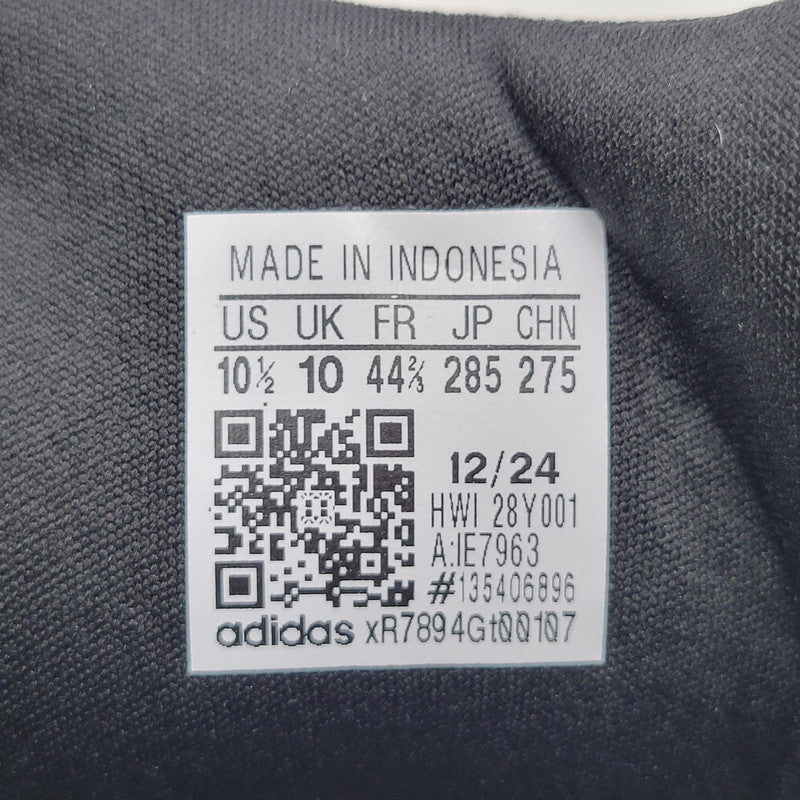 MADE IN INDONESIA
US UK FR JP CHN
10½ 10 44⅔ 285 275
12/24
HWI 28Y001
A:IE7963
#135406896
adidas xR7894Gt00107